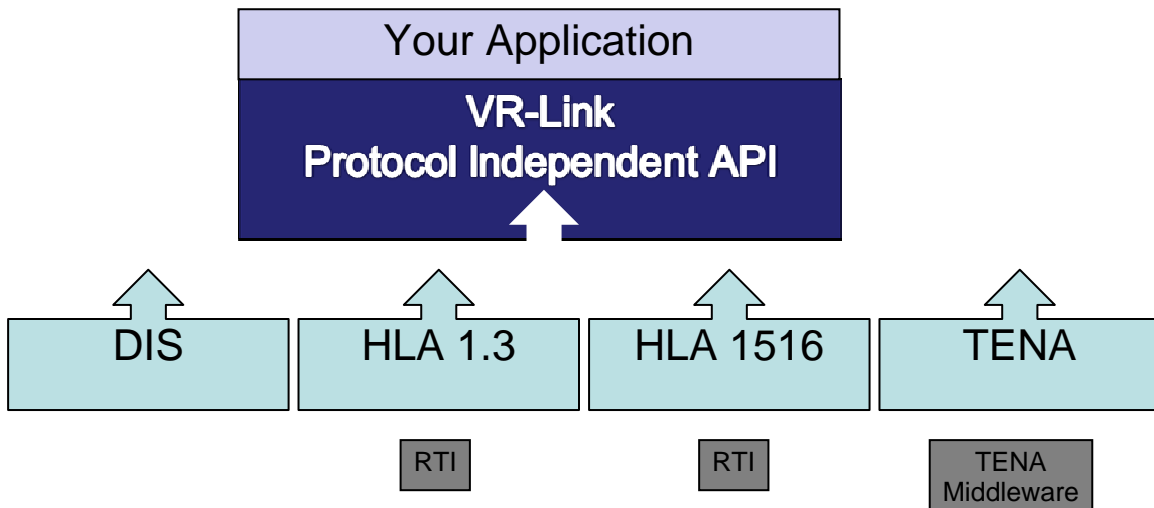 Your Application
VR-Link
Protocol Independent API
DIS
HLA 1.3
HLA 1516
TENA
RTI
RTI
TENA
Middleware